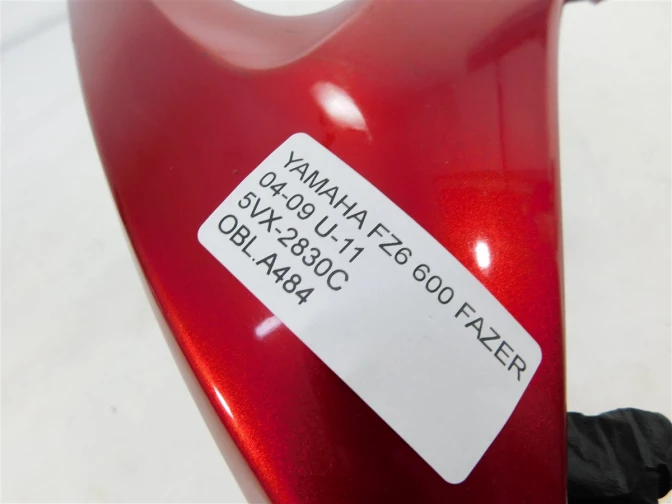 YAMAHA FZ6 600 FAZER
04-09 U-11
5VX-2830C
OBL.A484